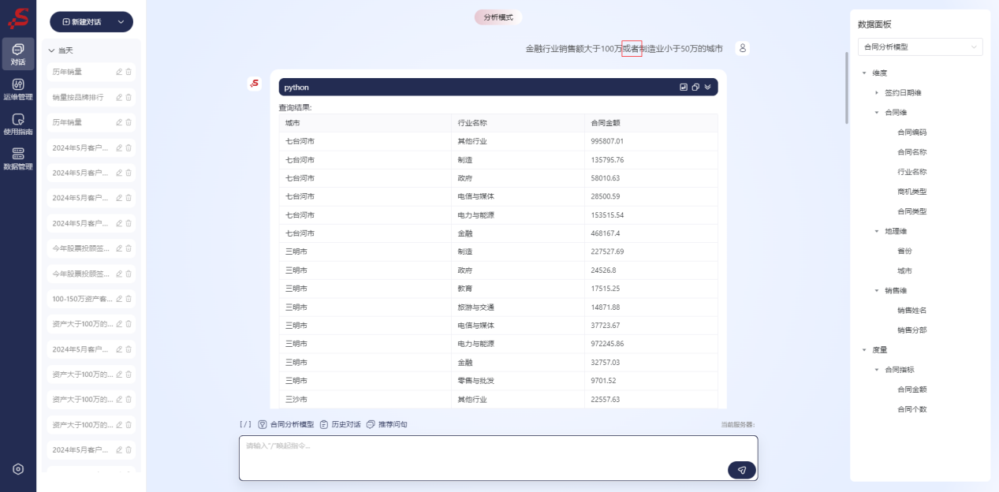 分析模式
新建对话
对话
运维管理
使用指南
数据管理
当天
历年销量
销量按品牌排行
历年销量
2024年5月客户...
2024年5月客户...
2024年5月客户...
2024年5月客户...
今年股票投顾签...
今年股票投顾签...
100-150万资产客...
资产大于100万的...
2024年5月客户...
资产大于100万的...
资产大于100万的...
资产大于100万的...
2024年5月客户...
金融行业销售额大于100万或者制造业小于50万的城市
python
查询结果:
城市 行业名称 合同金额
七台河市 其他行业 995807.01
七台河市 制造 135795.76
七台河市 政府 58010.63
七台河市 电信与媒体 28500.59
七台河市 电力与能源 153515.54
七台河市 金融 468167.4
三明市 制造 227527.69
三明市 政府 24526.8
三明市 教育 17515.25
三明市 旅游与交通 14871.88
三明市 电信与媒体 37723.67
三明市 电力与能源 972245.86
三明市 金融 32757.03
三明市 零售与批发 9701.52
三沙市 其他行业 22557.63
[/] 合同分析模型 历史对话 推荐问句 当前服务器:
请输入"/"唤起指令...
数据面板
合同分析模型
维度
签约日期维
合同维
合同编码
合同名称
行业名称
商机类型
合同类型
地理维
省份
城市
销售维
销售姓名
销售分部
度量
合同指标
合同金额
合同个数